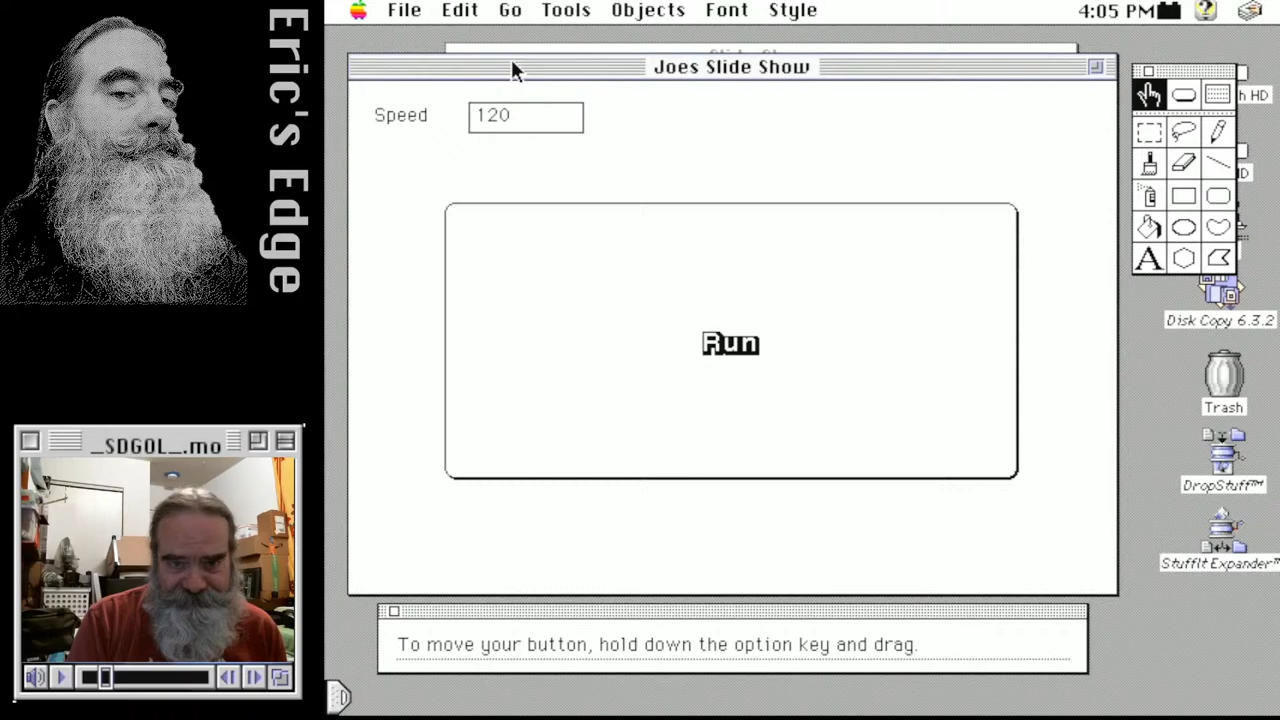 Eric's Edge
File Edit Go Tools Objects Font Style
4:05 PM
Joes Slide Show
Speed 120
h HD
Run
A
Disk Copy 6.3.2
Trash
_SDGOL_.mo
DropStuff™
StuffIt Expander™
To move your button, hold down the option key and drag.